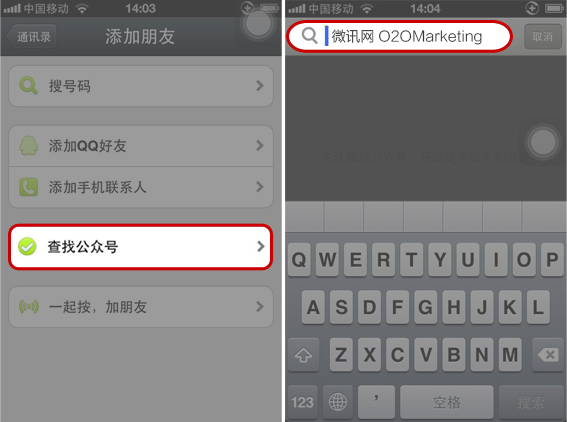 中国移动 14:03
通讯录 添加朋友
搜号码
添加QQ好友
添加手机联系人
查找公众号
一起按，加朋友
中国移动 14:04
微讯网 O2OMarketing 取消
Q W E R T Y U I O P
A S D F G H J K L
Z X C V B N M
123 ， 空格 搜索